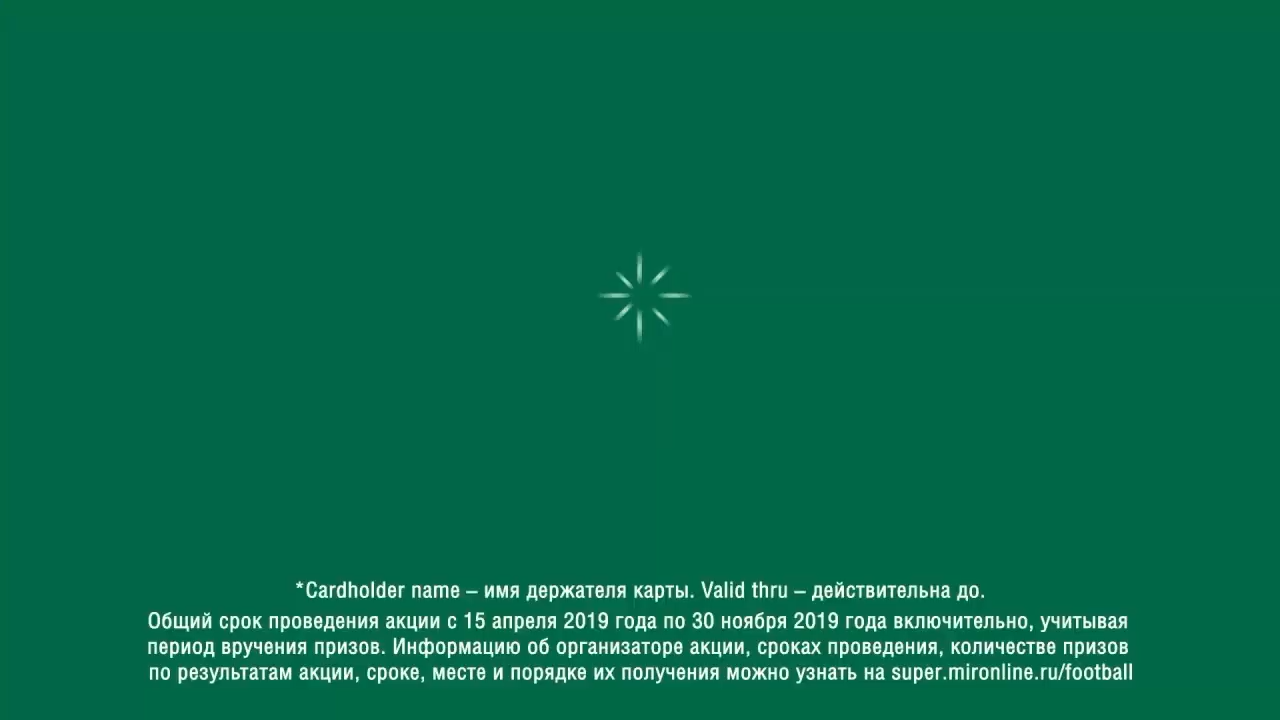 *Cardholder name – имя держателя карты. Valid thru – действительна до.
Общий срок проведения акции с 15 апреля 2019 года по 30 ноября 2019 года включительно, учитывая
период вручения призов. Информацию об организаторе акции, сроках проведения, количестве призов
по результатам акции, сроке, месте и порядке их получения можно узнать на super.mironline.ru/football